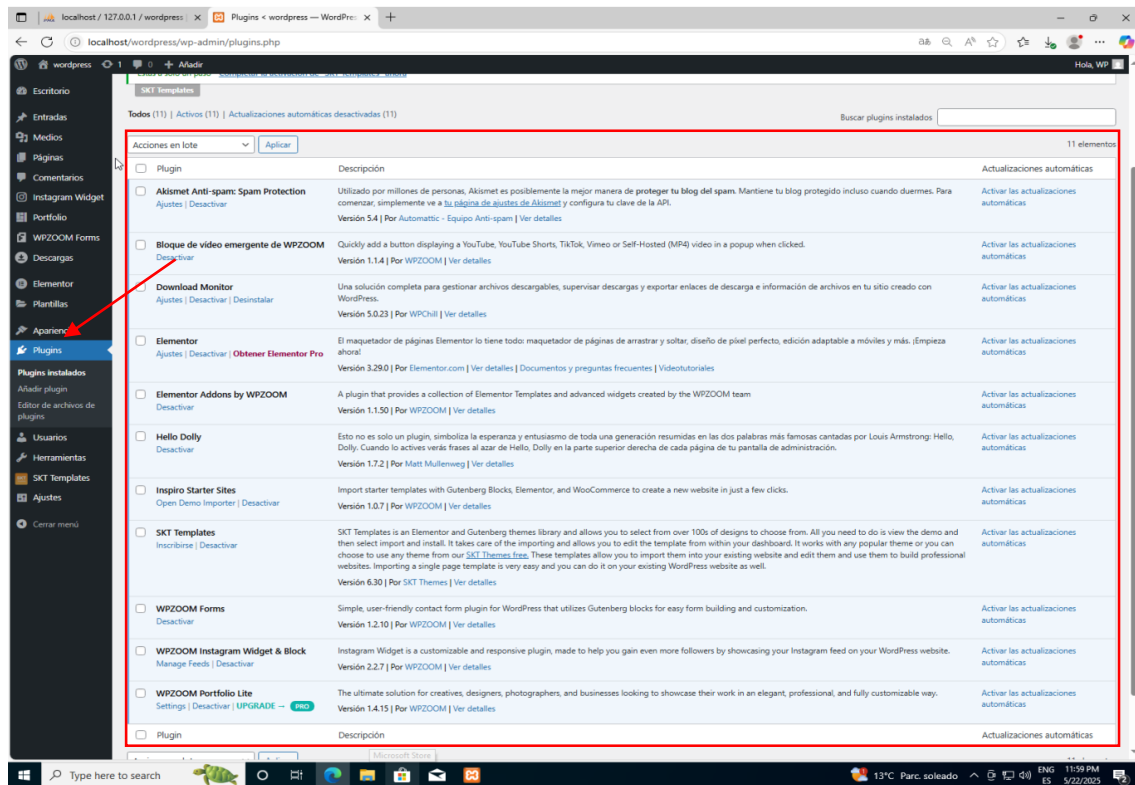 localhost / 127.0.0.1 / wordpress |
Plugins < wordpress — WordPre
localhost/wordpress/wp-admin/plugins.php
wordpress 1 0 + Añadir
Hola, WP
Estás a solo un paso - Completar la activación de "SKT Templates" ahora
SKT Templates
Todos (11) | Activos (11) | Actualizaciones automáticas desactivadas (11)
Buscar plugins instalados
Acciones en lote
Aplicar
11 elementos
Escritorio
Entradas
Medios
Páginas
Comentarios
Instagram Widget
Portfolio
WPZOOM Forms
Descargas
Elementor
Plantillas
Aparienc
Plugins
Plugins instalados
Añadir plugin
Editor de archivos de
plugins
Usuarios
Herramientas
SKT Templates
Ajustes
Cerrar menú
Plugin Descripción Actualizaciones automáticas
Akismet Anti-spam: Spam Protection
Ajustes | Desactivar
Utilizado por millones de personas, Akismet es posiblemente la mejor manera de proteger tu blog del spam. Mantiene tu blog protegido incluso cuando duermes. Para
comenzar, simplemente ve a tu página de ajustes de Akismet y configura tu clave de la API.
Versión 5.4 | Por Automattic - Equipo Anti-spam | Ver detalles
Activar las actualizaciones
automáticas
Bloque de vídeo emergente de WPZOOM
Desactivar
Quickly add a button displaying a YouTube, YouTube Shorts, TikTok, Vimeo or Self-Hosted (MP4) video in a popup when clicked.
Versión 1.1.4 | Por WPZOOM | Ver detalles
Activar las actualizaciones
automáticas
Download Monitor
Ajustes | Desactivar | Desinstalar
Una solución completa para gestionar archivos descargables, supervisar descargas y exportar enlaces de descarga e información de archivos en tu sitio creado con
WordPress.
Versión 5.0.23 | Por WPChill | Ver detalles
Activar las actualizaciones
automáticas
Elementor
Ajustes | Desactivar | Obtener Elementor Pro
El maquetador de páginas Elementor lo tiene todo: maquetador de páginas de arrastrar y soltar, diseño de píxel perfecto, edición adaptable a móviles y más. ¡Empieza
ahora!
Versión 3.29.0 | Por Elementor.com | Ver detalles | Documentos y preguntas frecuentes | Videotutoriales
Activar las actualizaciones
automáticas
Elementor Addons by WPZOOM
Desactivar
A plugin that provides a collection of Elementor Templates and advanced widgets created by the WPZOOM team
Versión 1.1.50 | Por WPZOOM | Ver detalles
Activar las actualizaciones
automáticas
Hello Dolly
Desactivar
Esto no es solo un plugin, simboliza la esperanza y entusiasmo de toda una generación resumidas en las dos palabras más famosas cantadas por Louis Armstrong: Hello,
Dolly. Cuando lo actives verás frases al azar de Hello, Dolly en la parte superior derecha de cada página de tu pantalla de administración.
Versión 1.7.2 | Por Matt Mullenweg | Ver detalles
Activar las actualizaciones
automáticas
Inspiro Starter Sites
Open Demo Importer | Desactivar
Import starter templates with Gutenberg Blocks, Elementor, and WooCommerce to create a new website in just a few clicks.
Versión 1.0.7 | Por WPZOOM | Ver detalles
Activar las actualizaciones
automáticas
SKT Templates
Inscribirse | Desactivar
SKT Templates is an Elementor and Gutenberg themes library and allows you to select from over 100s of designs to choose from. All you need to do is view the demo and
then select import and install. It takes care of the importing and allows you to edit the template from within your dashboard. It works with any popular theme or you can
choose to use any theme from our SKT Themes free. These templates allow you to import them into your existing website and edit them and use them to build professional
websites. Importing a single page template is very easy and you can do it on your existing WordPress website as well.
Versión 6.30 | Por SKT Themes | Ver detalles
Activar las actualizaciones
automáticas
WPZOOM Forms
Desactivar
Simple, user-friendly contact form plugin for WordPress that utilizes Gutenberg blocks for easy form building and customization.
Versión 1.2.10 | Por WPZOOM | Ver detalles
Activar las actualizaciones
automáticas
WPZOOM Instagram Widget & Block
Manage Feeds | Desactivar
Instagram Widget is a customizable and responsive plugin, made to help you gain even more followers by showcasing your Instagram feed on your WordPress website.
Versión 2.2.7 | Por WPZOOM | Ver detalles
Activar las actualizaciones
automáticas
WPZOOM Portfolio Lite
Settings | Desactivar | UPGRADE → PRO
The ultimate solution for creatives, designers, photographers, and businesses looking to showcase their work in an elegant, professional, and fully customizable way.
Versión 1.4.15 | Por WPZOOM | Ver detalles
Activar las actualizaciones
automáticas
Plugin Descripción Actualizaciones automáticas
Microsoft Store
Type here to search
13°C Parc. soleado
ENG
ES
11:59 PM
5/22/2025
2